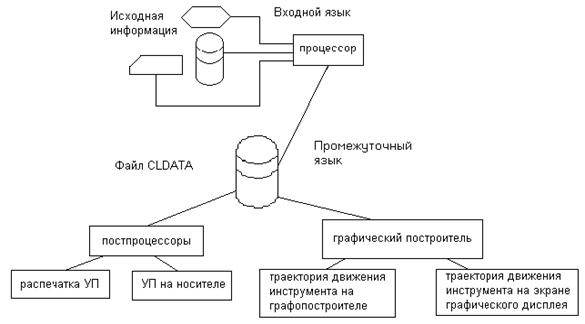 Исходная
информация
Входной язык
процессор
Файл CLDATA
Промежуточный
язык
постпроцессоры
графический построитель
распечатка УП
УП на носителе
траектория движения
инструмента на
графопостроителе
траектория движения
инструмента на экране
графического дисплея